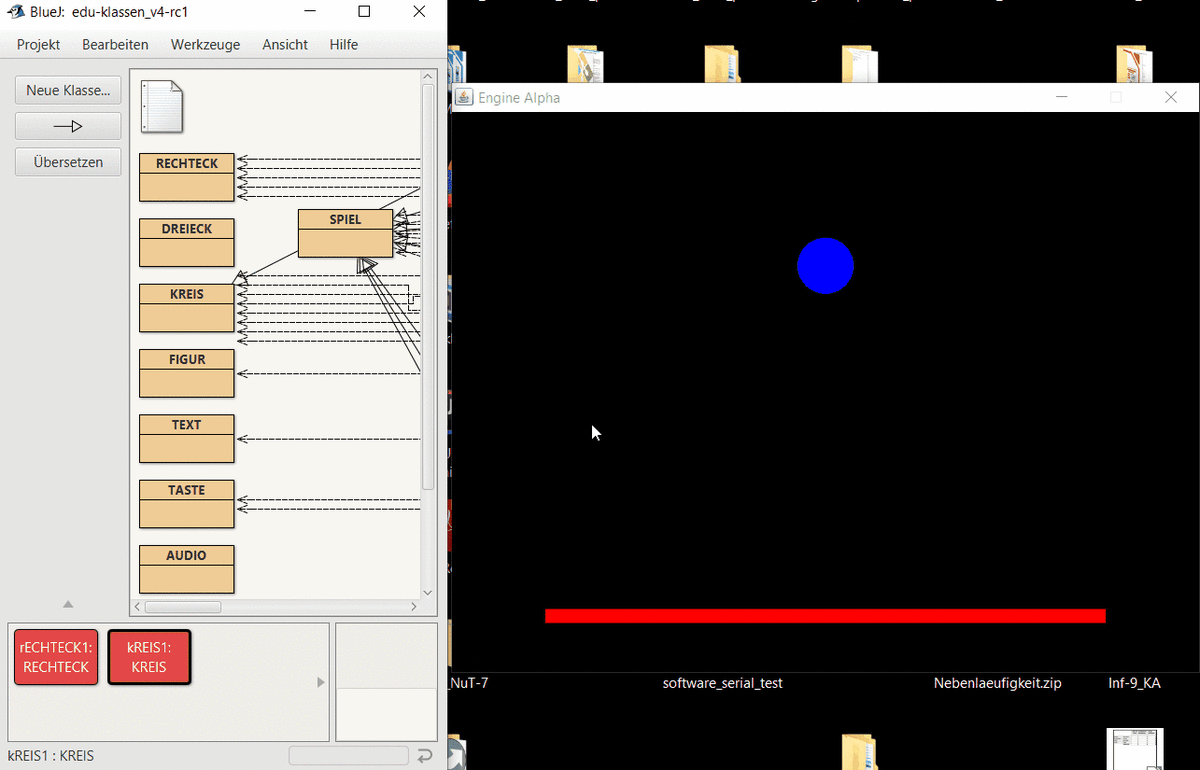 BlueJ: edu-klassen_v4-rc1
Projekt Bearbeiten Werkzeuge Ansicht Hilfe
Neue Klasse...
Übersetzen
RECHTECK
SPIEL
DREIECK
KREIS
FIGUR
TEXT
TASTE
AUDIO
rECHTECK1:
RECHTECK
kREIS1:
KREIS
kREIS1 : KREIS
Engine Alpha
_NuT-7
software_serial_test
Nebenlaeufigkeit.zip
Inf-9_KA